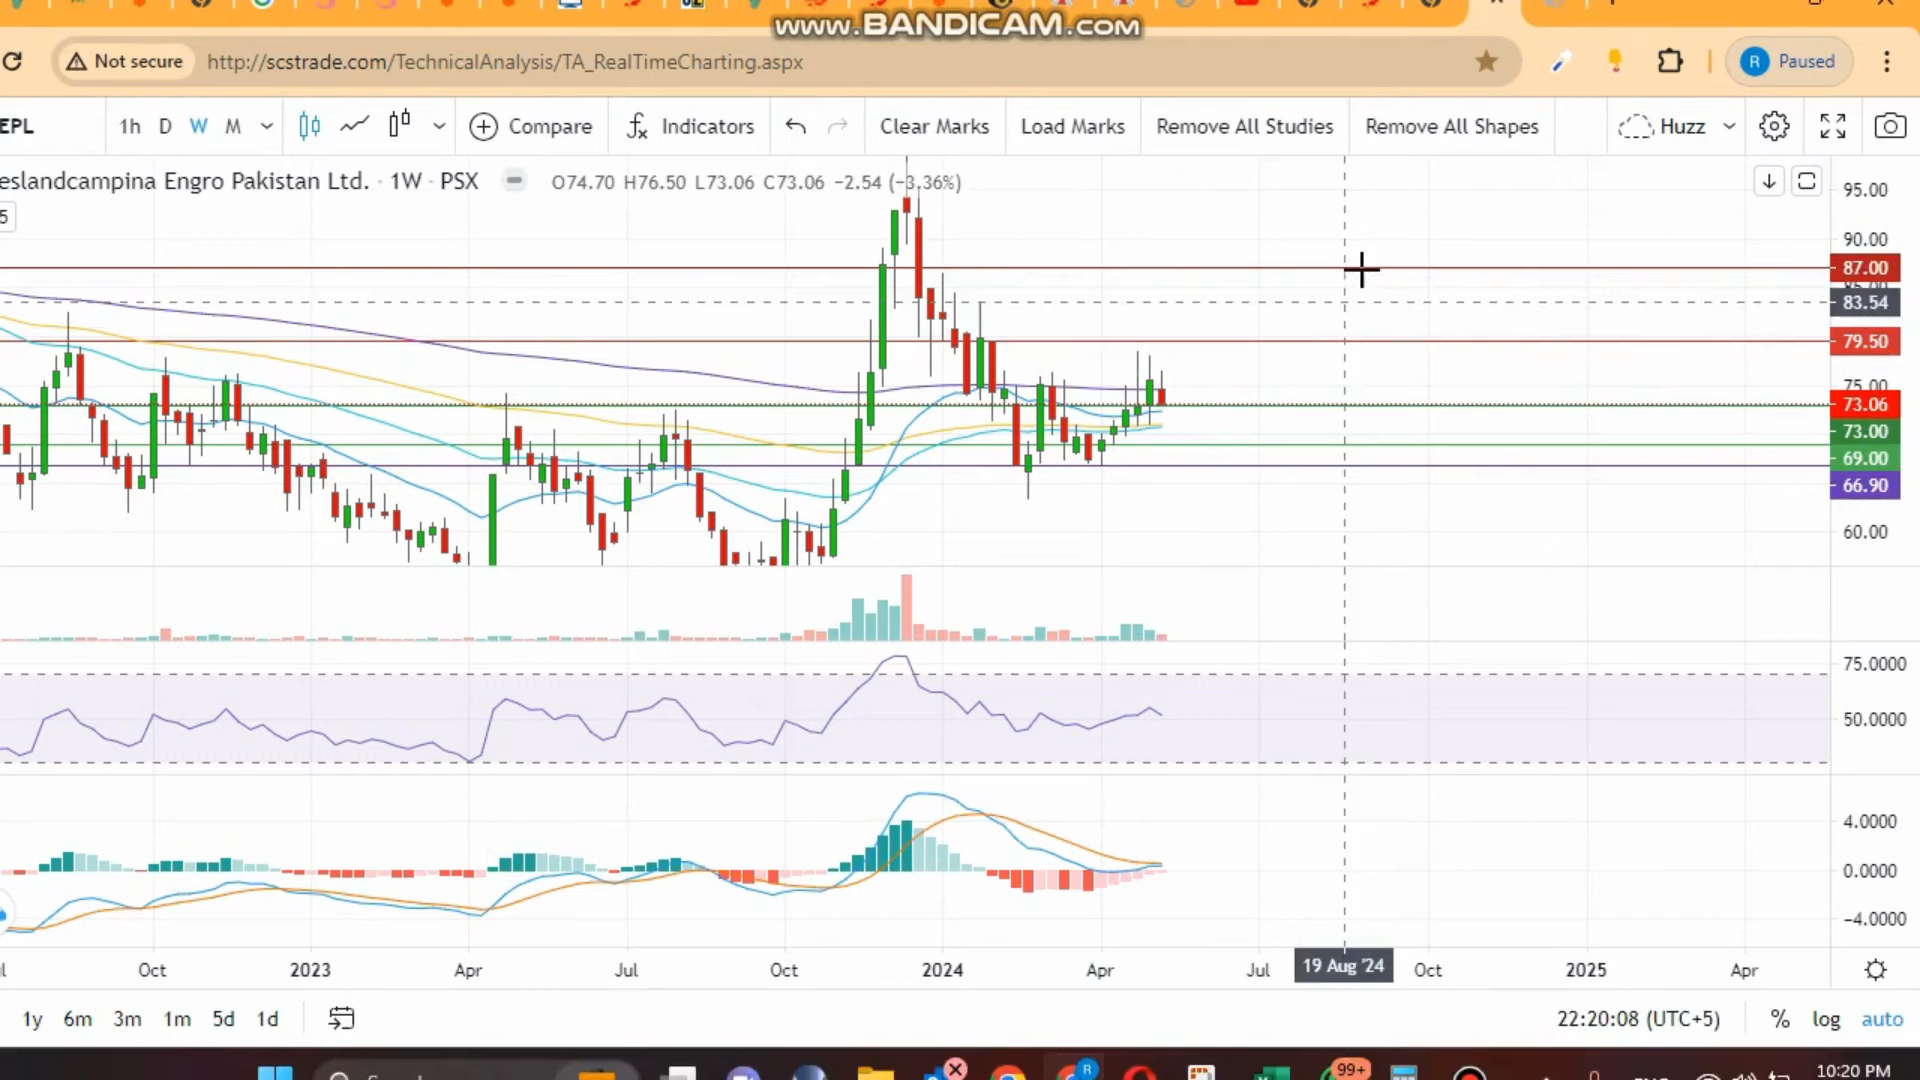 www.BANDICAM.com
Not secure http://scstrade.com/TechnicalAnalysis/TA_RealTimeCharting.aspx R Paused
EPL 1h D W M Compare Indicators Clear Marks Load Marks Remove All Studies Remove All Shapes Huzz
eslandcampina Engro Pakistan Ltd. · 1W · PSX O74.70 H76.50 L73.06 C73.06 −2.54 (−3.36%)
5
95.00
90.00
87.00
83.54
79.50
75.00
73.06
73.00
69.00
66.90
60.00
75.0000
50.0000
4.0000
0.0000
−4.0000
Oct 2023 Apr Jul Oct 2024 Apr Jul 19 Aug '24 Oct 2025 Apr
1y 6m 3m 1m 5d 1d 22:20:08 (UTC+5) % log auto
R 99+ 10:20 PM